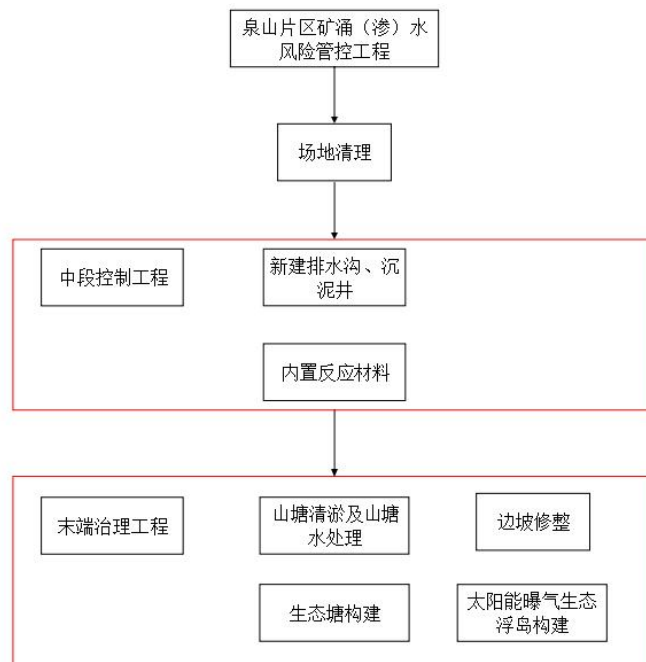 泉山片区矿涌（渗）水
风险管控工程
场地清理
中段控制工程
新建排水沟、沉
泥井
内置反应材料
末端治理工程
山塘清淤及山塘
水处理
边坡修整
生态塘构建
太阳能曝气生态
浮岛构建